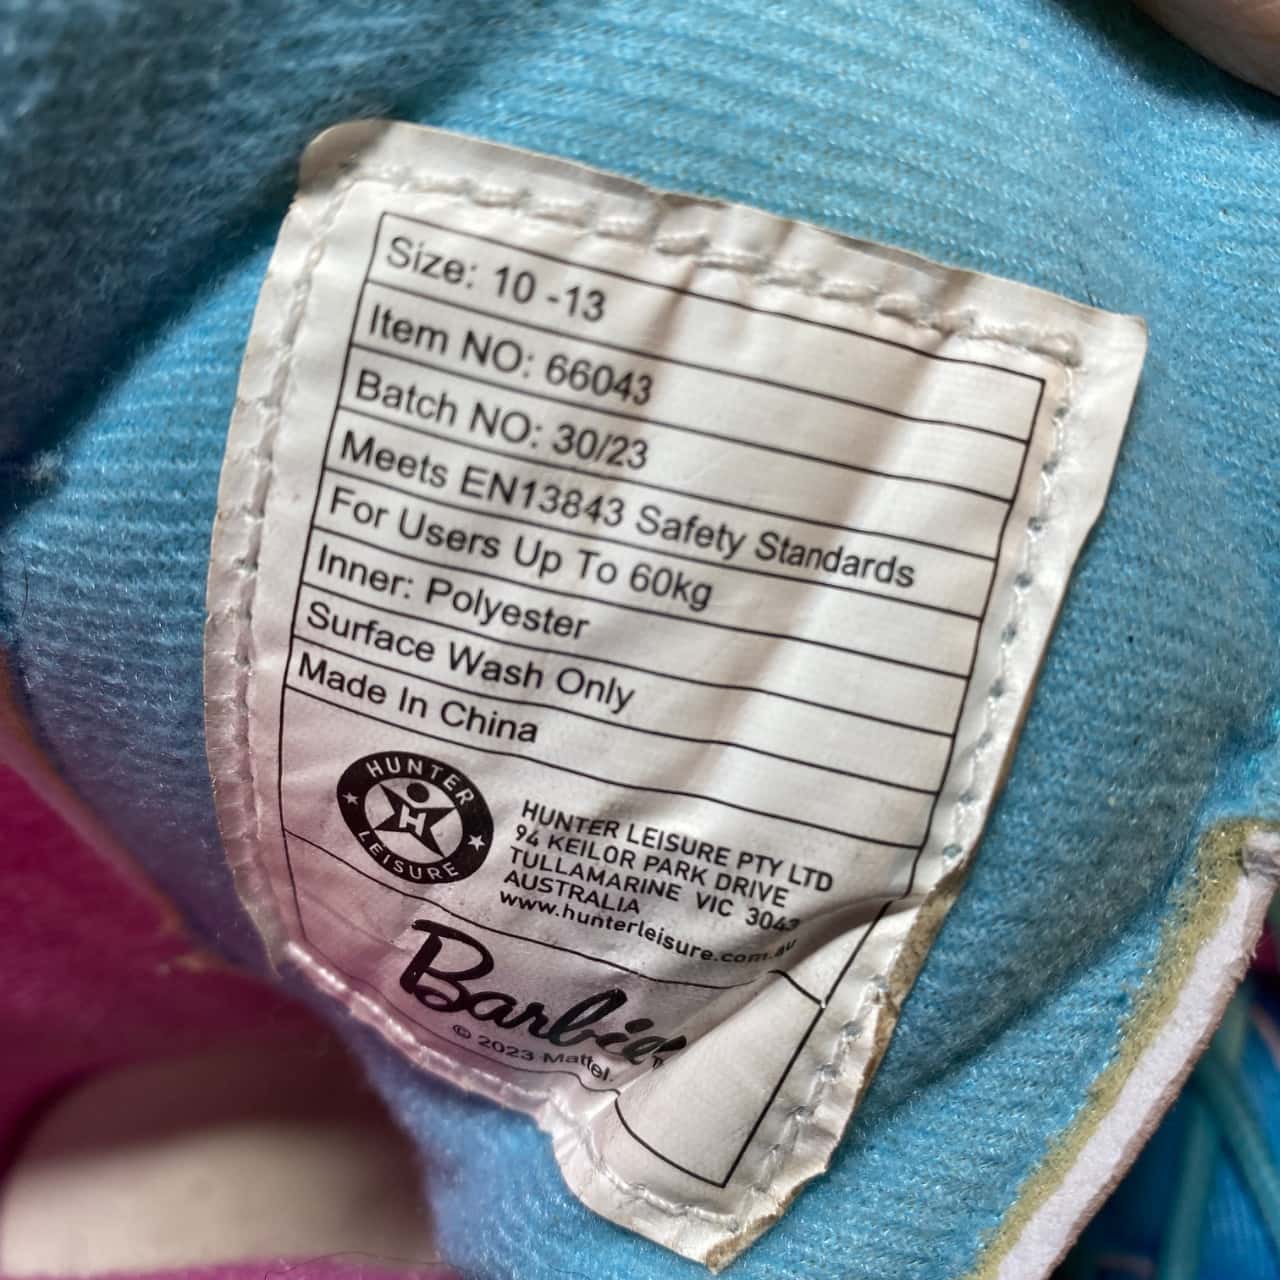 Size: 10 -13
Item NO: 66043
Batch NO: 30/23
Meets EN13843 Safety Standards
For Users Up To 60kg
Inner: Polyester
Surface Wash Only
Made In China
HUNTER
H
LEISURE
HUNTER LEISURE PTY LTD
94 KEILOR PARK DRIVE
TULLAMARINE VIC 3043
AUSTRALIA
www.hunterleisure.com.au
Barbie™
© 2023 Mattel.